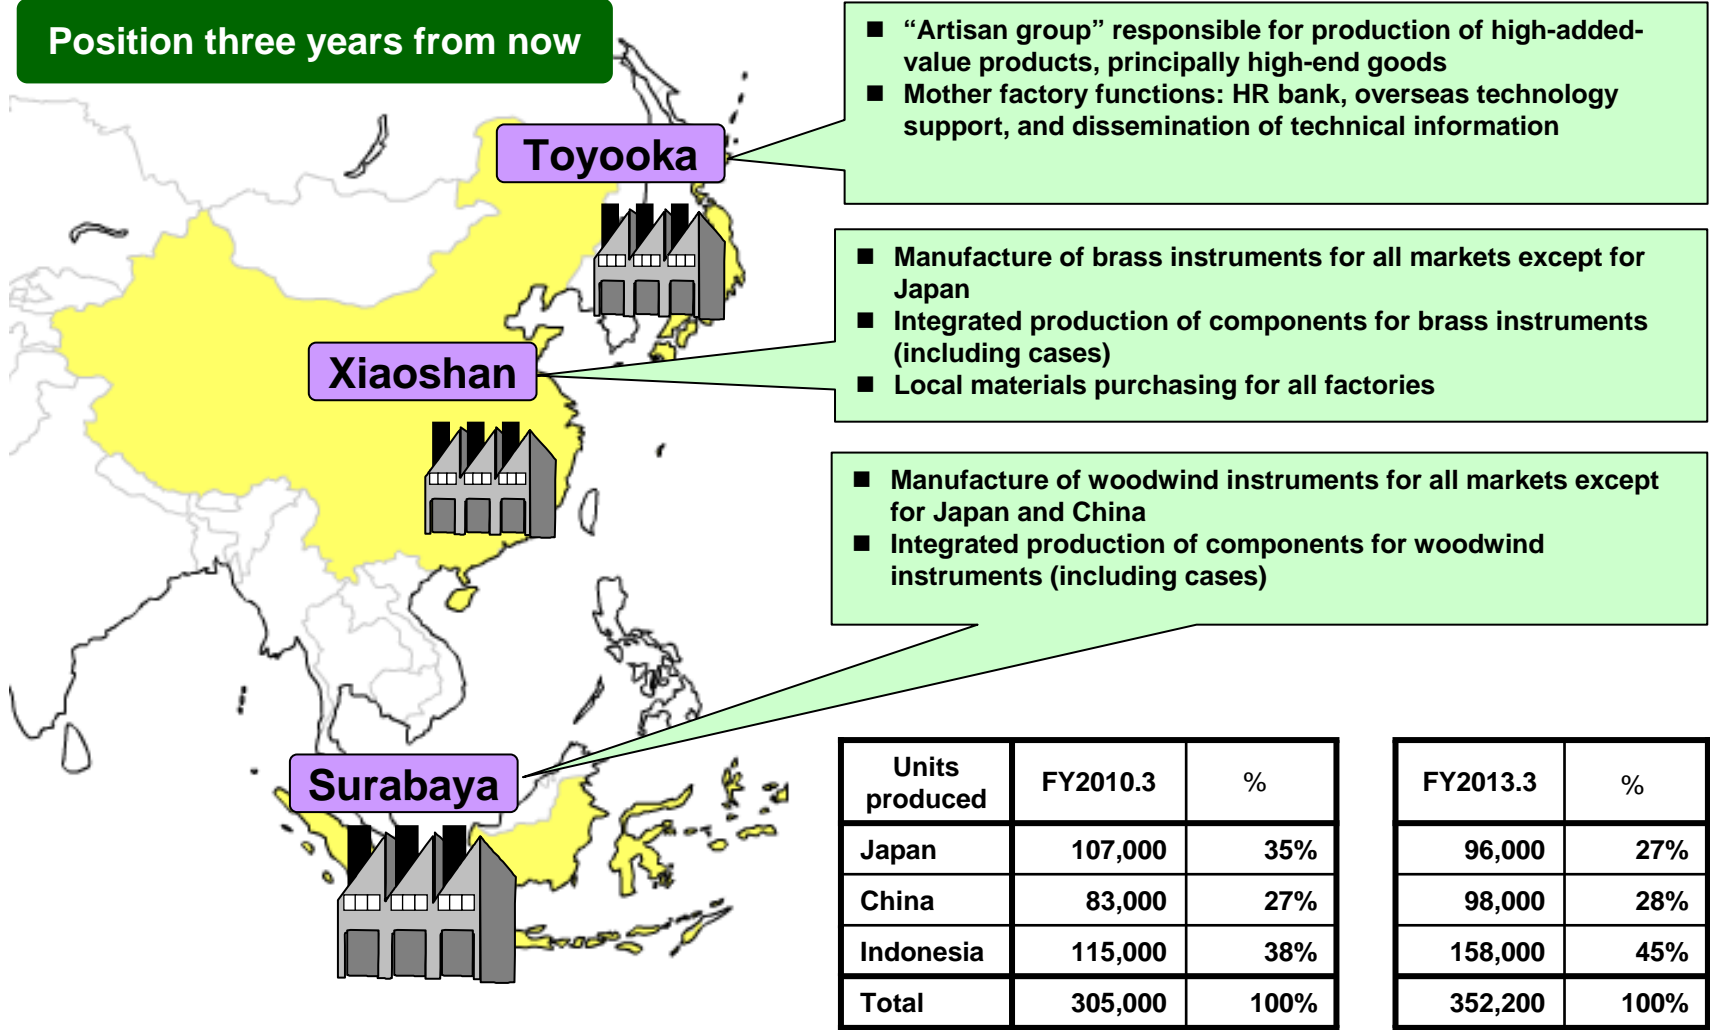 Position three years from now
■ “Artisan group” responsible for production of high-added-
value products, principally high-end goods
■ Mother factory functions: HR bank, overseas technology
support, and dissemination of technical information
Toyooka
■ Manufacture of brass instruments for all markets except for
Japan
■ Integrated production of components for brass instruments
(including cases)
■ Local materials purchasing for all factories
Xiaoshan
■ Manufacture of woodwind instruments for all markets except
for Japan and China
■ Integrated production of components for woodwind
instruments (including cases)
Surabaya
Units
produced FY2010.3 % FY2013.3 %
Japan 107,000 35% 96,000 27%
China 83,000 27% 98,000 28%
Indonesia 115,000 38% 158,000 45%
Total 305,000 100% 352,200 100%